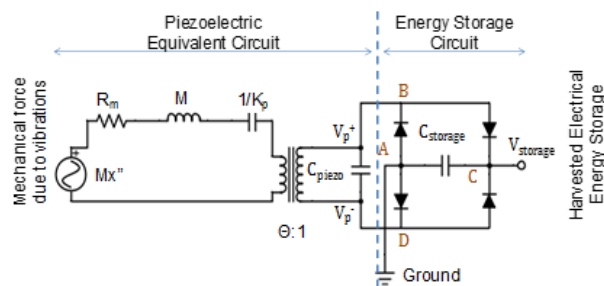 Piezoelectric
Equivalent Circuit
Energy Storage
Circuit
Mechanical force
due to vibrations
Rm
M
1/Kp
Mx"
Θ:1
Vp+
Cpiezo
Vp-
A
B
Cstorage
C
Vstorage
D
Ground
Harvested Electrical
Energy Storage